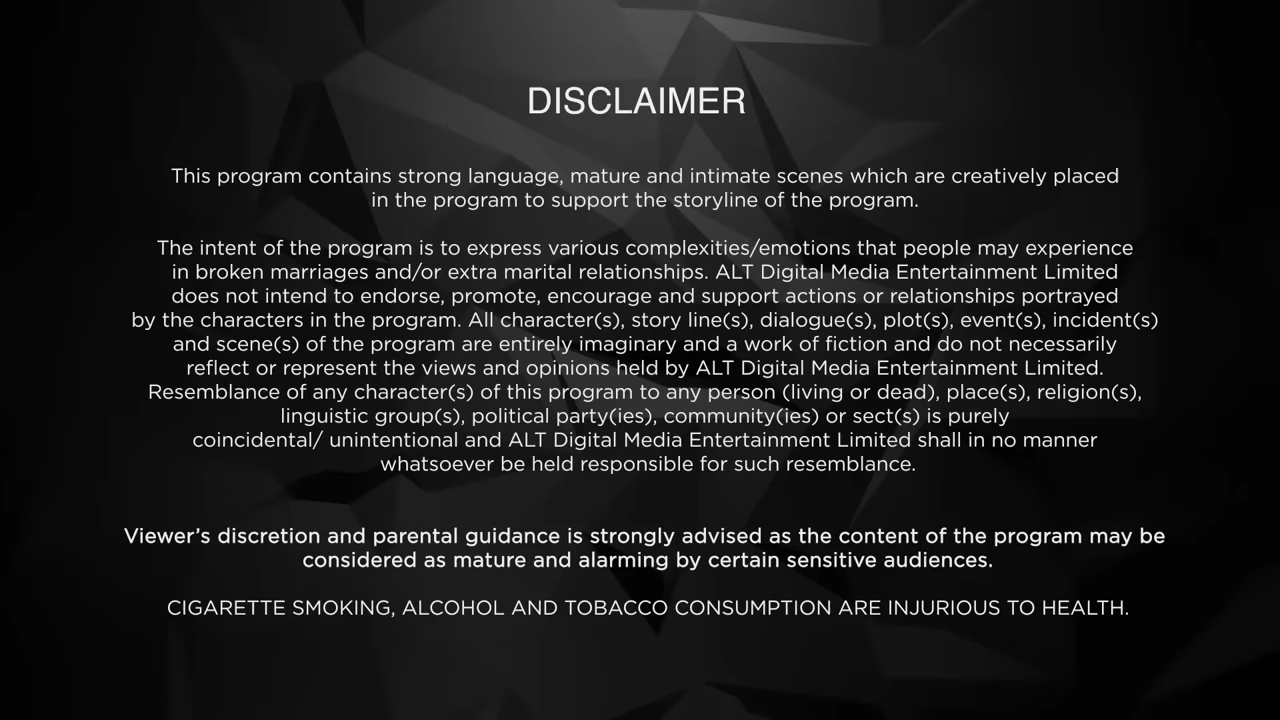 DISCLAIMER
This program contains strong language, mature and intimate scenes which are creatively placed
in the program to support the storyline of the program.
The intent of the program is to express various complexities/emotions that people may experience
in broken marriages and/or extra marital relationships. ALT Digital Media Entertainment Limited
does not intend to endorse, promote, encourage and support actions or relationships portrayed
by the characters in the program. All character(s), story line(s), dialogue(s), plot(s), event(s), incident(s)
and scene(s) of the program are entirely imaginary and a work of fiction and do not necessarily
reflect or represent the views and opinions held by ALT Digital Media Entertainment Limited.
Resemblance of any character(s) of this program to any person (living or dead), place(s), religion(s),
linguistic group(s), political party(ies), community(ies) or sect(s) is purely
coincidental/ unintentional and ALT Digital Media Entertainment Limited shall in no manner
whatsoever be held responsible for such resemblance.
Viewer’s discretion and parental guidance is strongly advised as the content of the program may be
considered as mature and alarming by certain sensitive audiences.
CIGARETTE SMOKING, ALCOHOL AND TOBACCO CONSUMPTION ARE INJURIOUS TO HEALTH.